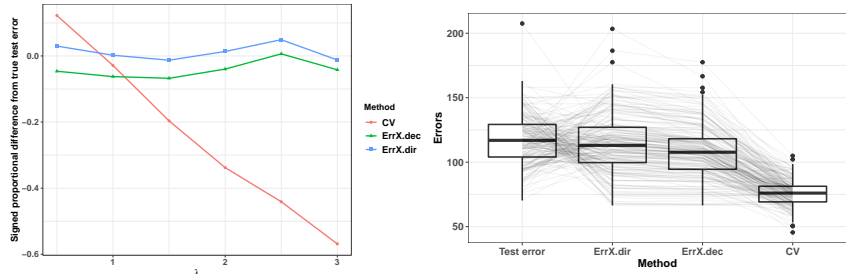 Signed proportional difference from true test error
0.0
−0.2
−0.4
−0.6
1
2
3
Method
CV
ErrX.dec
ErrX.dir
Errors
200
150
100
50
Test error
ErrX.dir
ErrX.dec
CV
Method